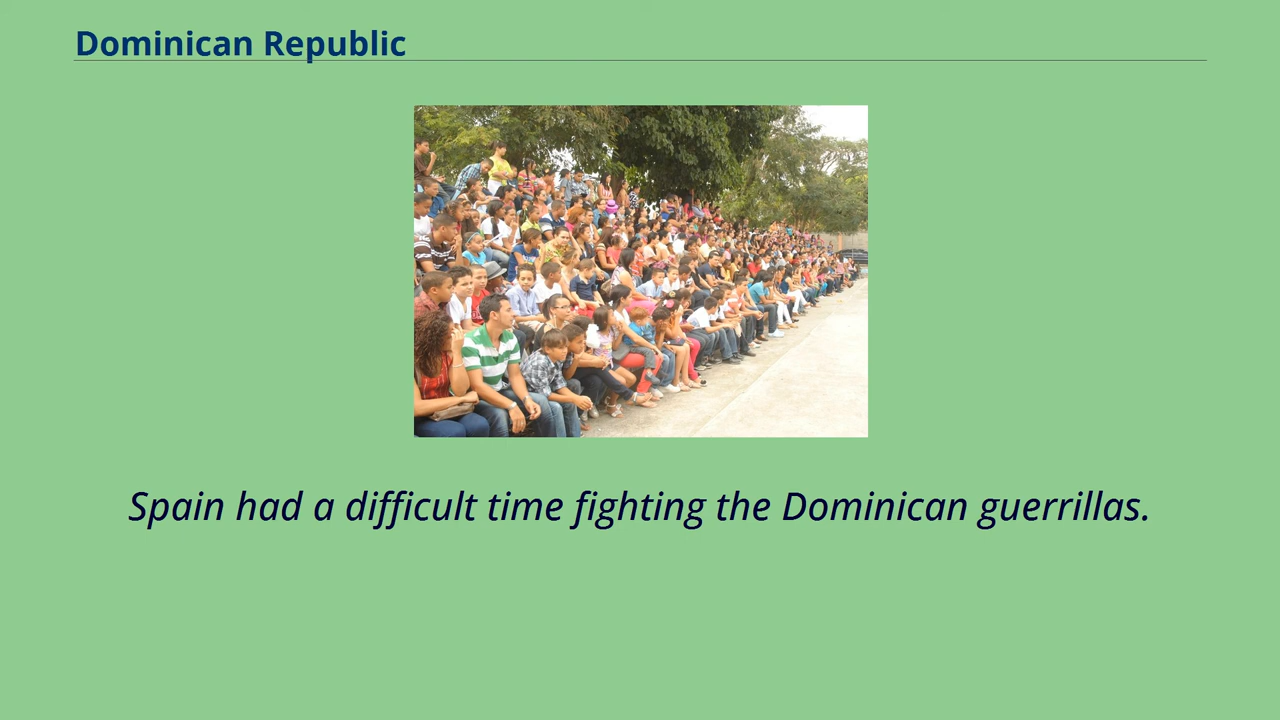 Dominican Republic
Spain had a difficult time fighting the Dominican guerrillas.